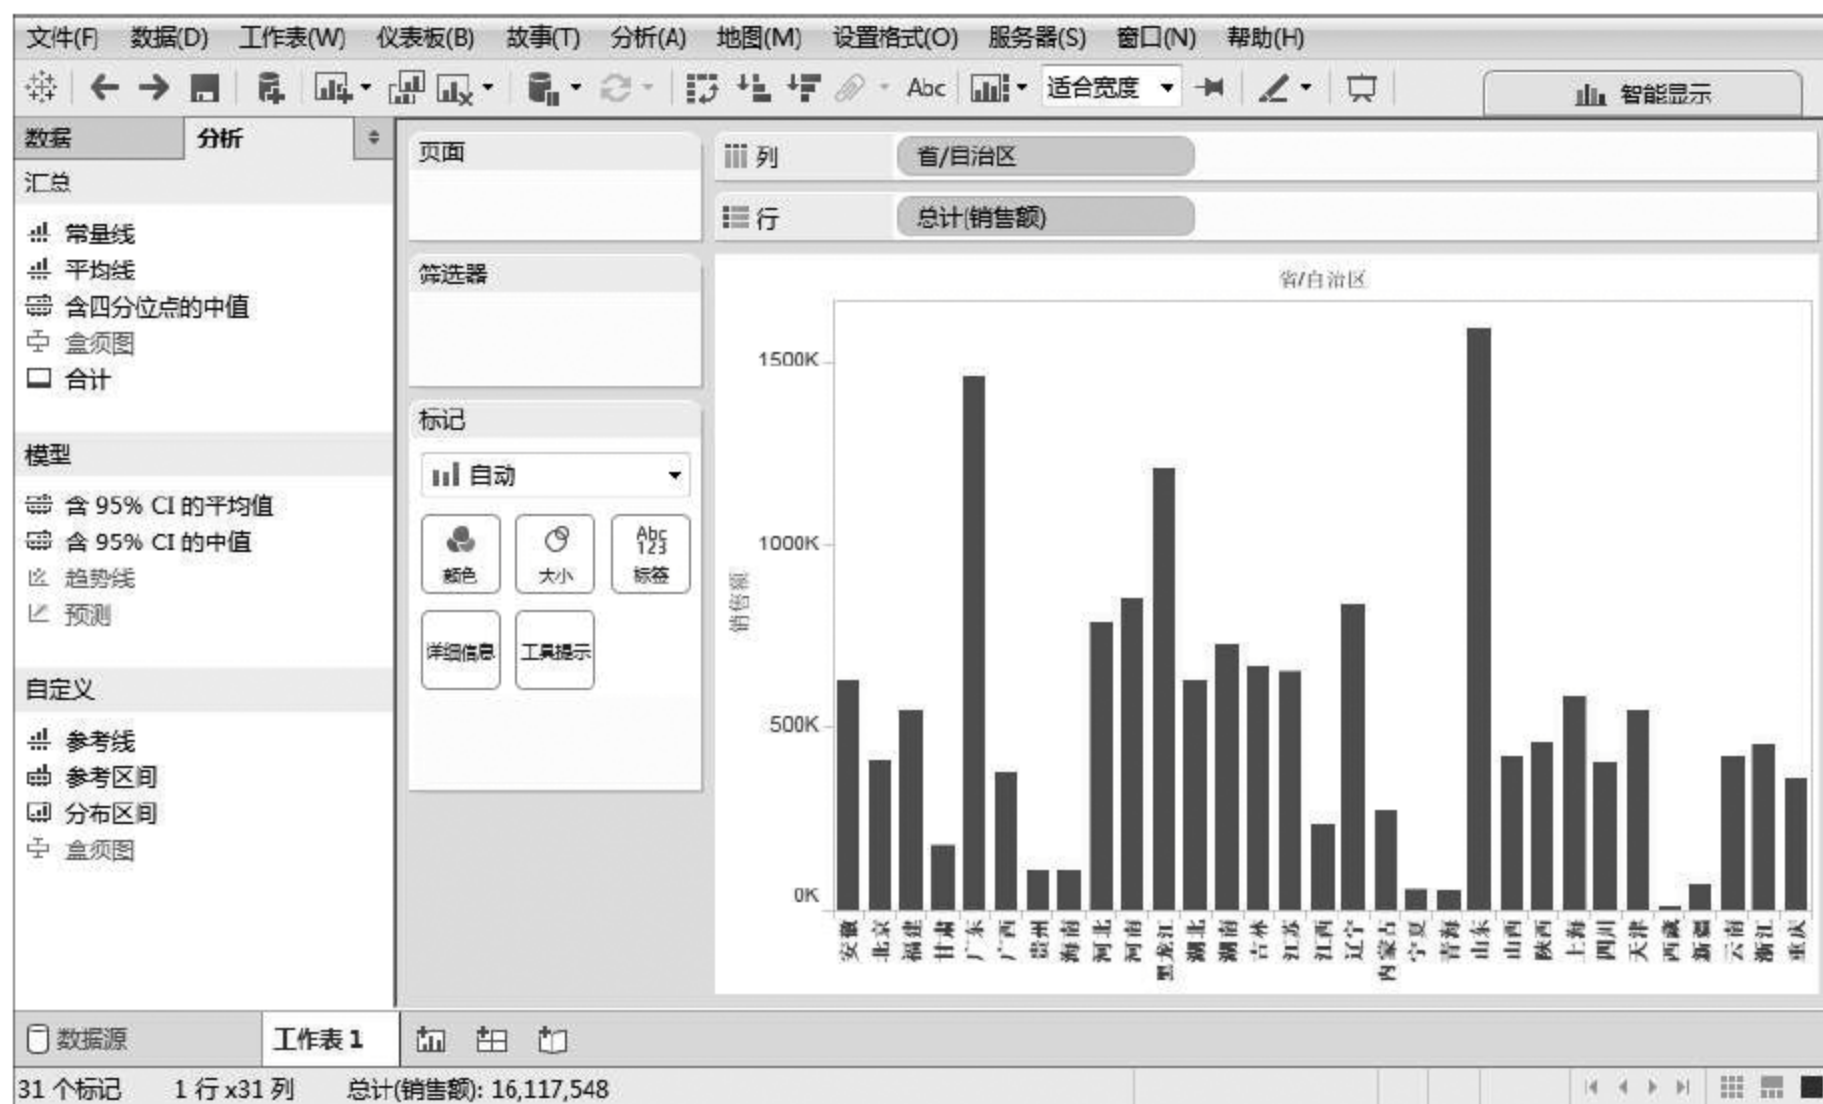 文件(F) 数据(D) 工作表(W) 仪表板(B) 故事(T) 分析(A) 地图(M) 设置格式(O) 服务器(S) 窗口(N) 帮助(H)
Abc 适合宽度 智能显示
数据 分析
汇总
常量线
平均线
含四分位点的中值
盒须图
合计
模型
含 95% CI 的平均值
含 95% CI 的中值
趋势线
预测
自定义
参考线
参考区间
分布区间
盒须图
页面
筛选器
标记
自动
颜色 大小 Abc 123 标签
详细信息 工具提示
列 省/自治区
行 总计(销售额)
省/自治区
销售额
1500K
1000K
500K
0K
安徽 北京 福建 甘肃 广东 广西 贵州 海南 河北 河南 黑龙江 湖北 湖南 吉林 江苏 江西 辽宁 内蒙古 宁夏 青海 山东 山西 陕西 上海 四川 天津 西藏 新疆 云南 浙江 重庆
数据源 工作表 1
31 个标记 1 行 x31 列 总计(销售额): 16,117,548